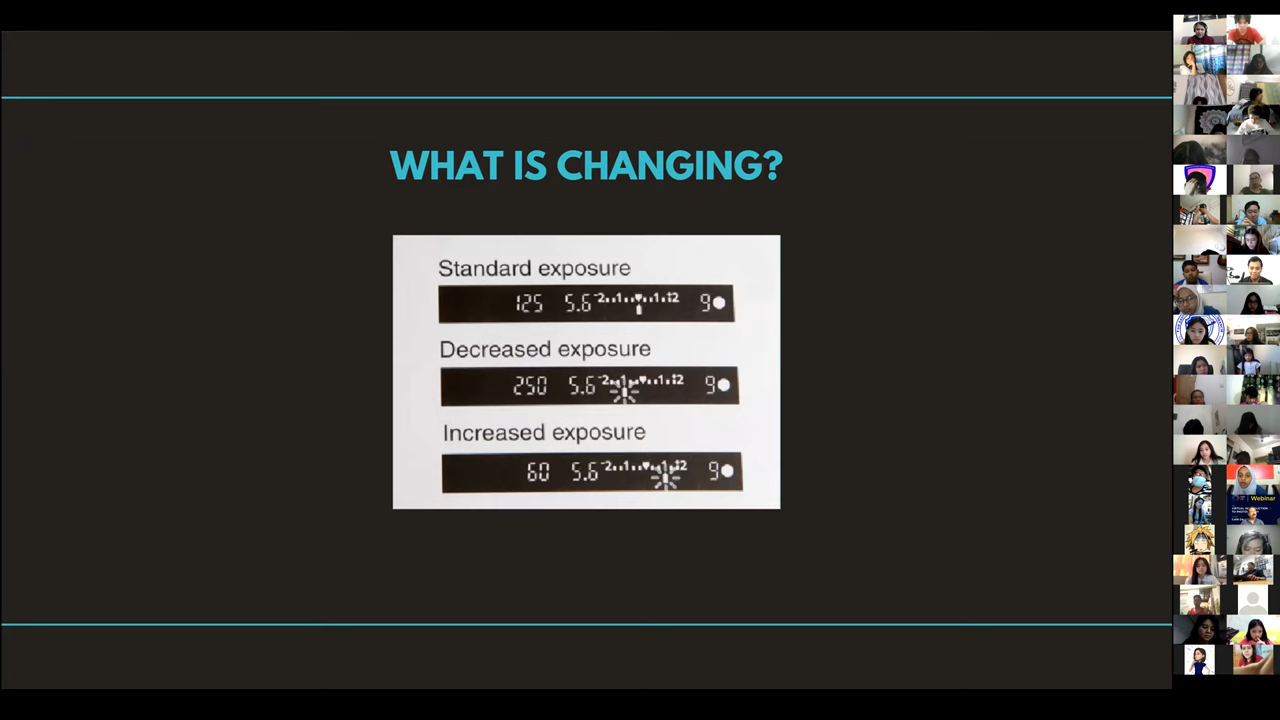 WHAT IS CHANGING?
Standard exposure
125 5.6 -2..1..▼..1..+2 9
Decreased exposure
250 5.6 -2..1..▼..1..+2 9
Increased exposure
60 5.6 -2..1..▼..1..+2 9
Webinar